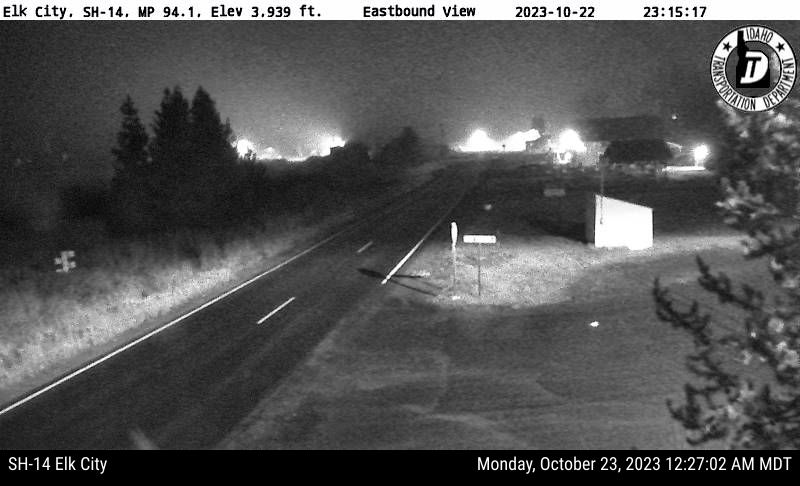 Elk City, SH-14, MP 94.1, Elev 3,939 ft. Eastbound View 2023-10-22 23:15:17
IDAHO
TRANSPORTATION DEPARTMENT
SH-14 Elk City Monday, October 23, 2023 12:27:02 AM MDT